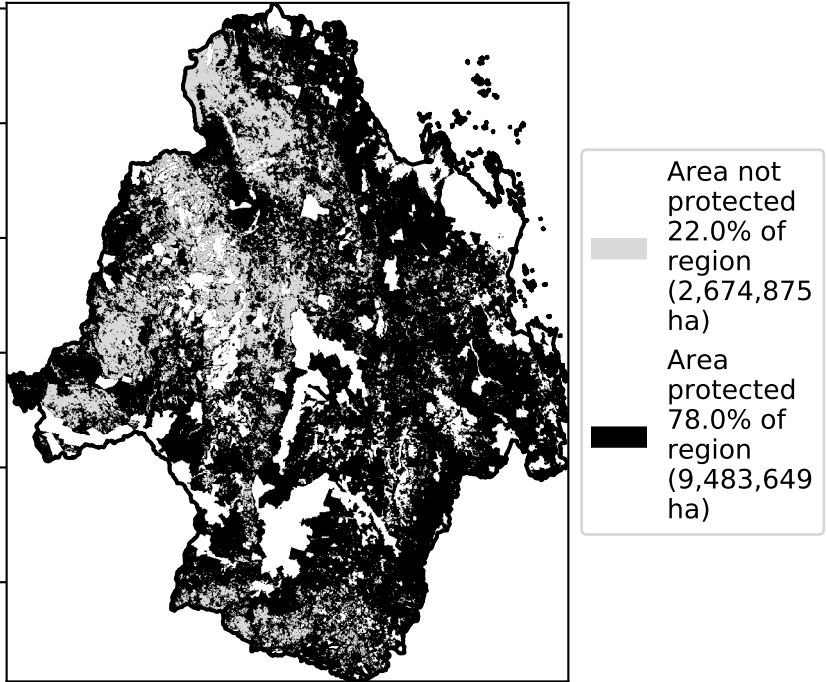 Area not
protected
22.0% of
region
(2,674,875
ha)
Area
protected
78.0% of
region
(9,483,649
ha)